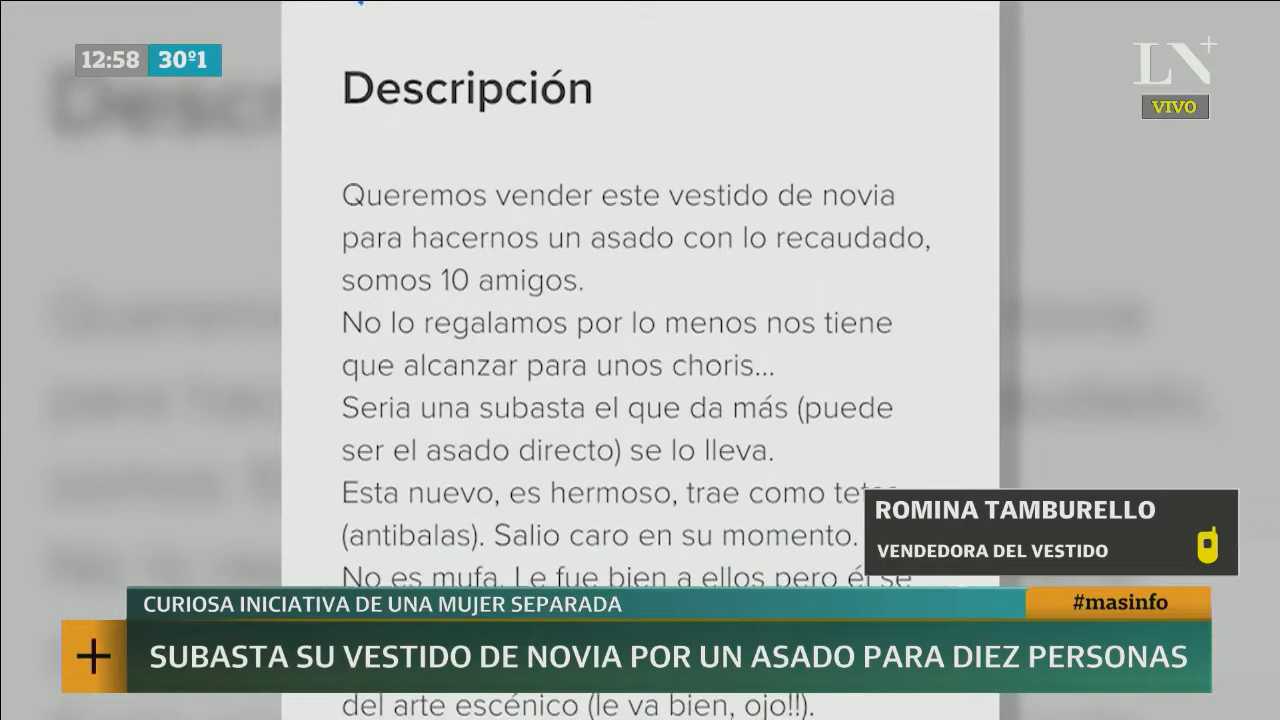 12:58 30º1
LN+
VIVO
Descripción
Queremos vender este vestido de novia
para hacernos un asado con lo recaudado,
somos 10 amigos.
No lo regalamos por lo menos nos tiene
que alcanzar para unos choris...
Seria una subasta el que da más (puede
ser el asado directo) se lo lleva.
Esta nuevo, es hermoso, trae como tetas
(antibalas). Salio caro en su momento.
No es mufa. Le fue bien a ellos pero él se
ROMINA TAMBURELLO
VENDEDORA DEL VESTIDO
CURIOSA INICIATIVA DE UNA MUJER SEPARADA
#masinfo
+ SUBASTA SU VESTIDO DE NOVIA POR UN ASADO PARA DIEZ PERSONAS
del arte escénico (le va bien, ojo!!).